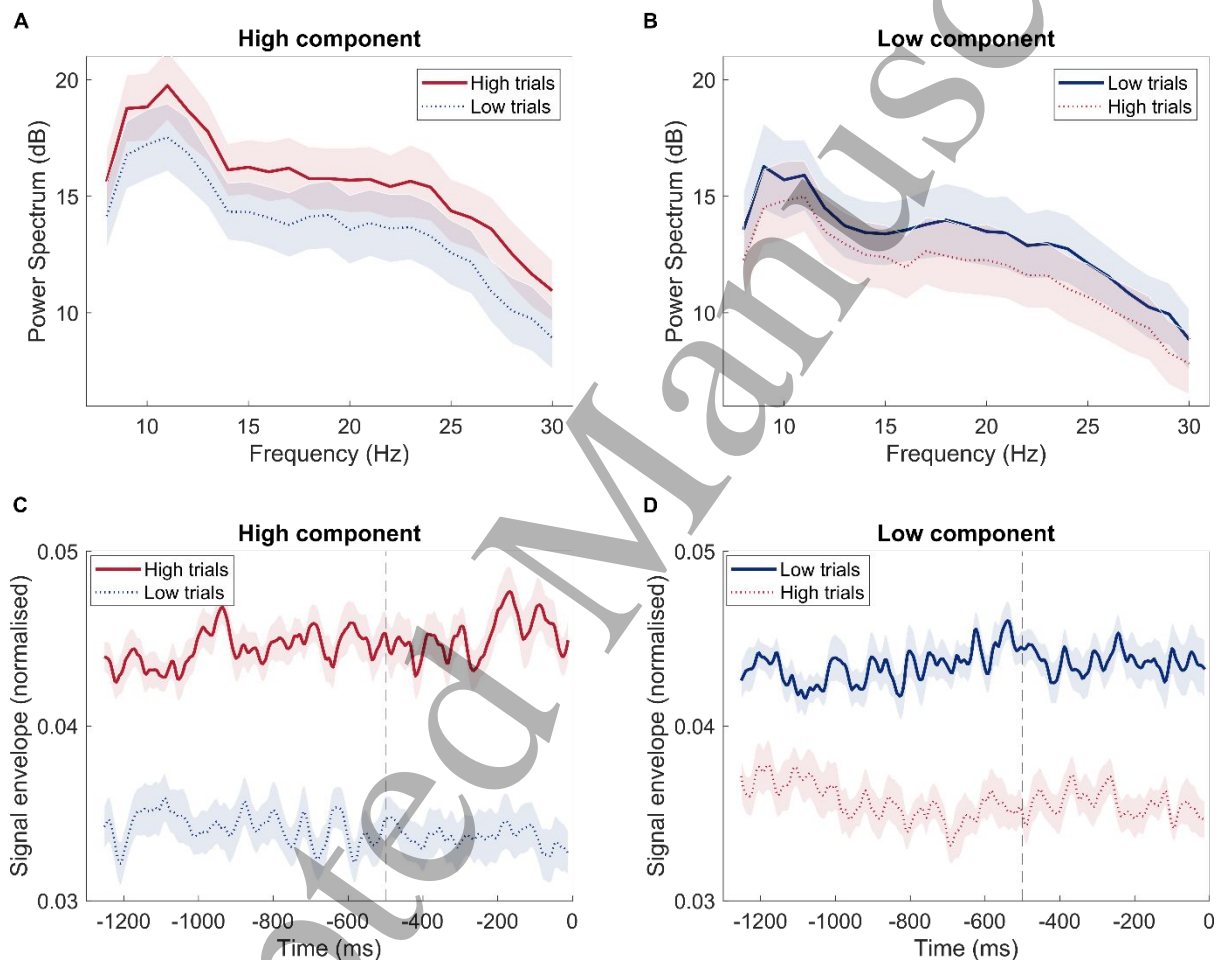 A
High component
High trials
Low trials
20
15
10
Power Spectrum (dB)
10 15 20 25 30
Frequency (Hz)
B
Low component
Low trials
High trials
20
15
10
Power Spectrum (dB)
10 15 20 25 30
Frequency (Hz)
C
High component
High trials
Low trials
0.05
0.04
0.03
Signal envelope (normalised)
-1200 -1000 -800 -600 -400 -200 0
Time (ms)
D
Low component
Low trials
High trials
0.05
0.04
0.03
Signal envelope (normalised)
-1200 -1000 -800 -600 -400 -200 0
Time (ms)
pted Manusc